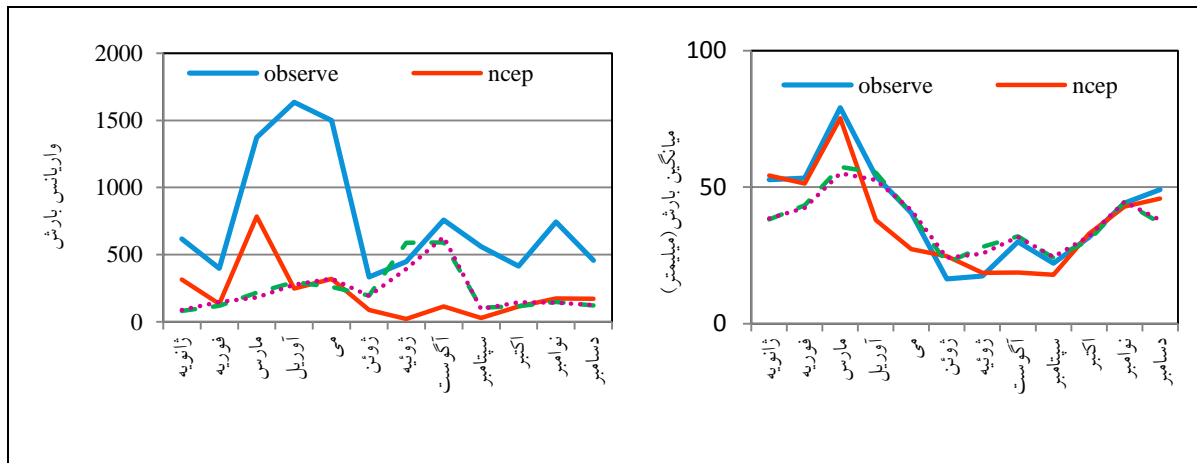 2000
1500
1000
500
0
observe
ncep
واریانس بارش
ژانویه
فوریه
مارس
آوریل
می
ژوئن
ژوئیه
آگوست
سپتامبر
اکتبر
نوامبر
دسامبر
100
50
0
observe
ncep
میانگین بارش(میلیمتر)
ژانویه
فوریه
مارس
آوریل
می
ژوئن
ژوئیه
آگوست
سپتامبر
اکتبر
نوامبر
دسامبر